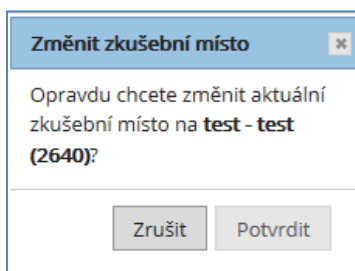 Změnit zkušební místo
Opravdu chcete změnit aktuální
zkušební místo na test - test
(2640)?
Zrušit
Potvrdit